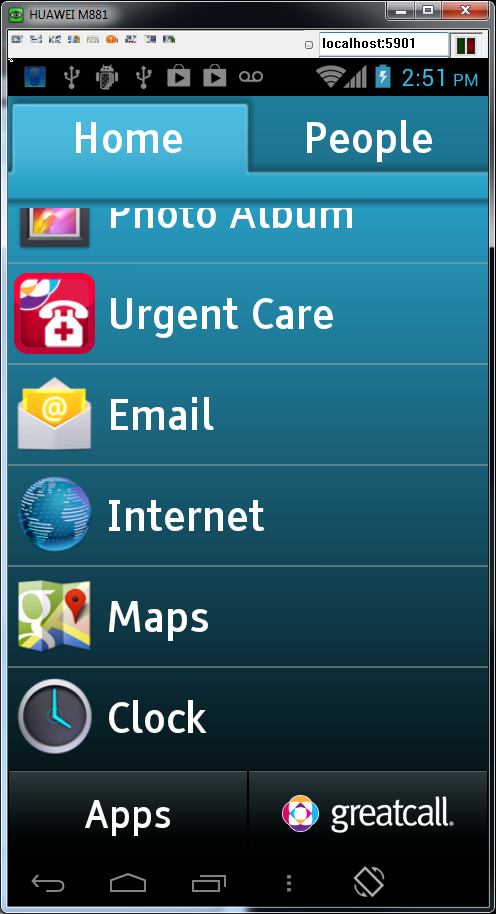 HUAWEI M881
localhost:5901
2:51 PM
Home
People
Photo Album
Urgent Care
@
Email
Internet
g
Maps
Clock
Apps
greatcall®